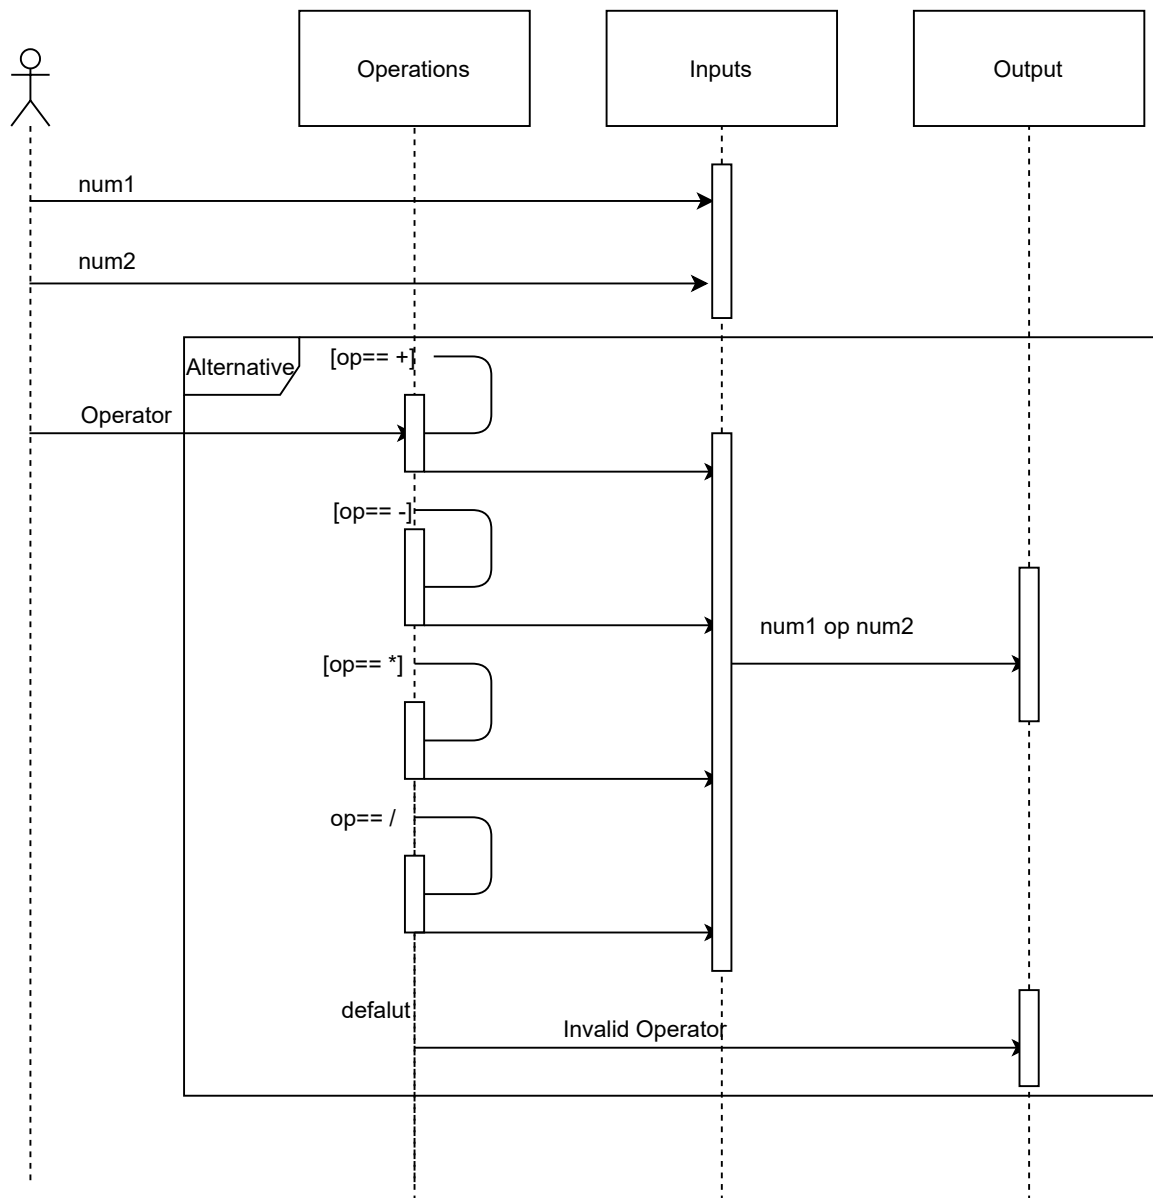 Operations
Inputs
Output
num1
num2
Alternative
[op== +]
Operator
[op== -]
num1 op num2
[op== *]
op== /
defalut
Invalid Operator